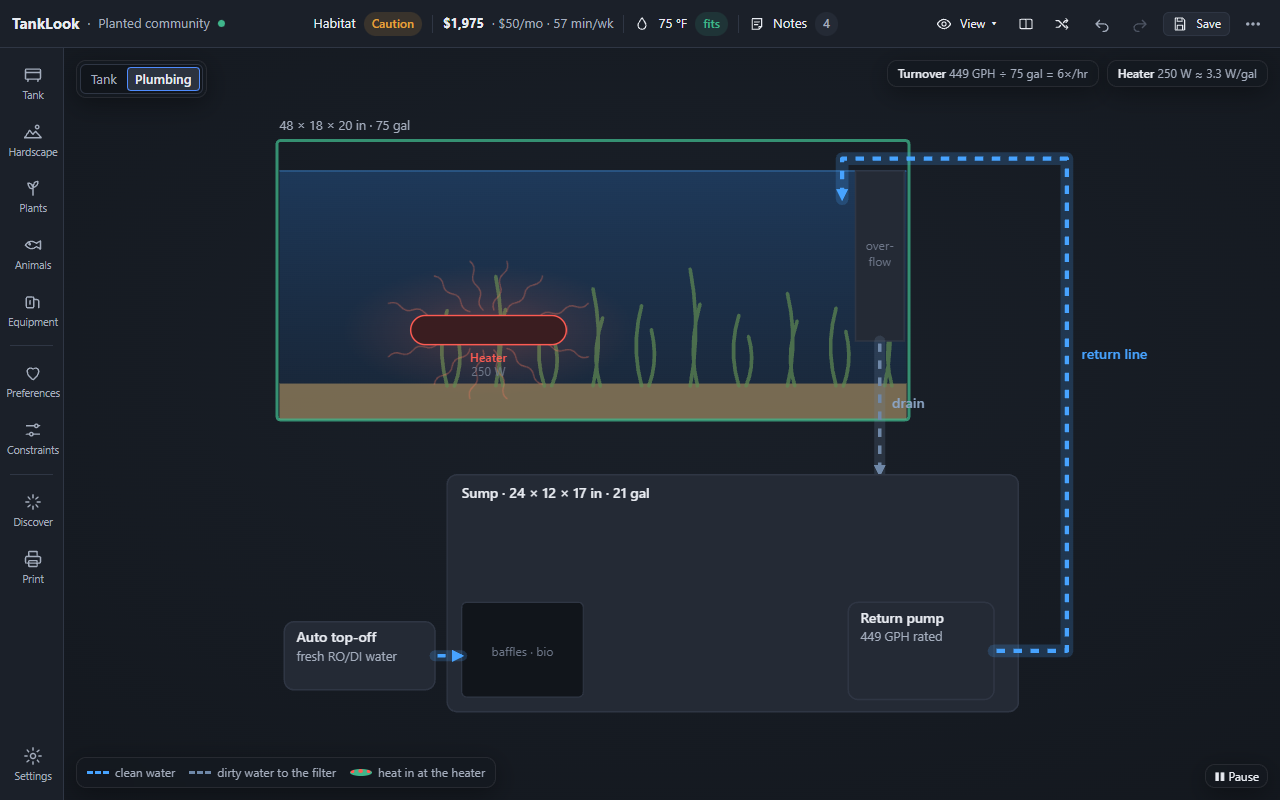 TankLook · Planted community
Habitat Caution $1,975 · $50/mo · 57 min/wk 75 °F fits Notes 4
View Save
Tank
Hardscape
Plants
Animals
Equipment
Preferences
Constraints
Discover
Print
Settings
Tank Plumbing
Turnover 449 GPH ÷ 75 gal = 6×/hr
Heater 250 W ≈ 3.3 W/gal
48 × 18 × 20 in · 75 gal
over-
flow
Heater
250 W
return line
drain
Sump · 24 × 12 × 17 in · 21 gal
Auto top-off
fresh RO/DI water
baffles · bio
Return pump
449 GPH rated
clean water dirty water to the filter heat in at the heater
Pause